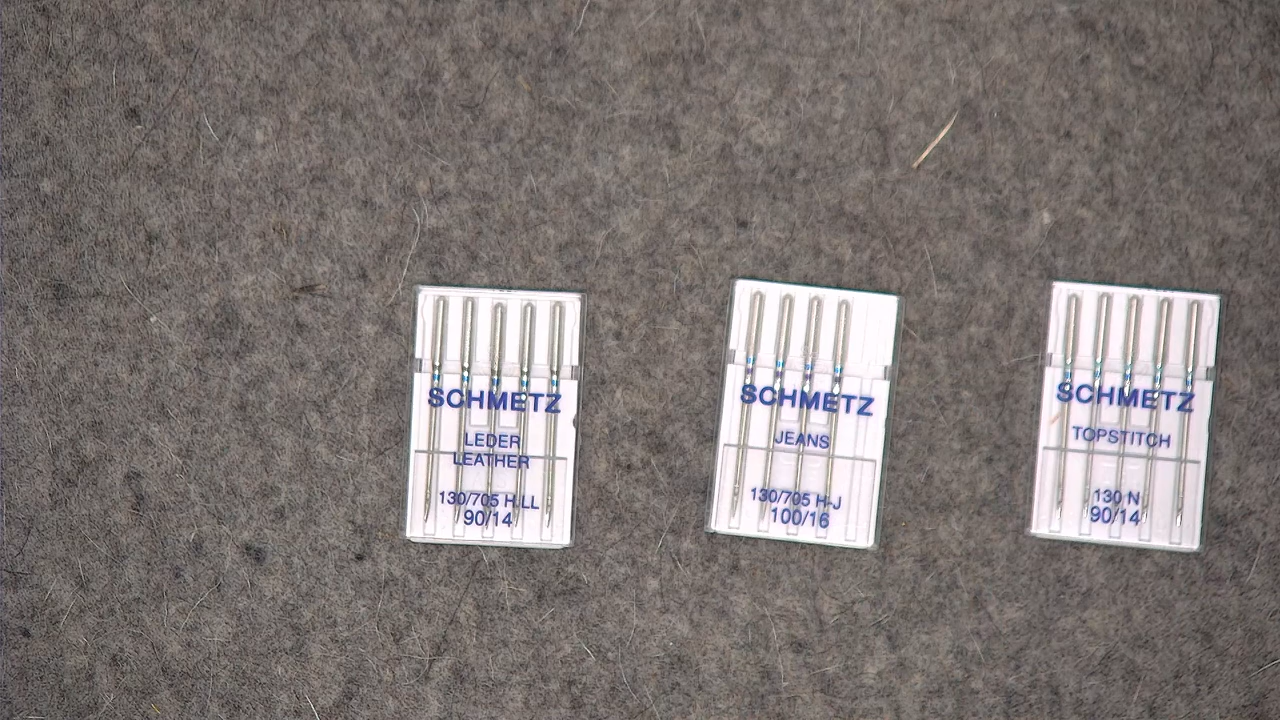 SCHMETZ
LEDER
LEATHER
130/705 H LL
90/14
SCHMETZ
JEANS
130/705 H-J
100/16
SCHMETZ
TOPSTITCH
130 N
90/14